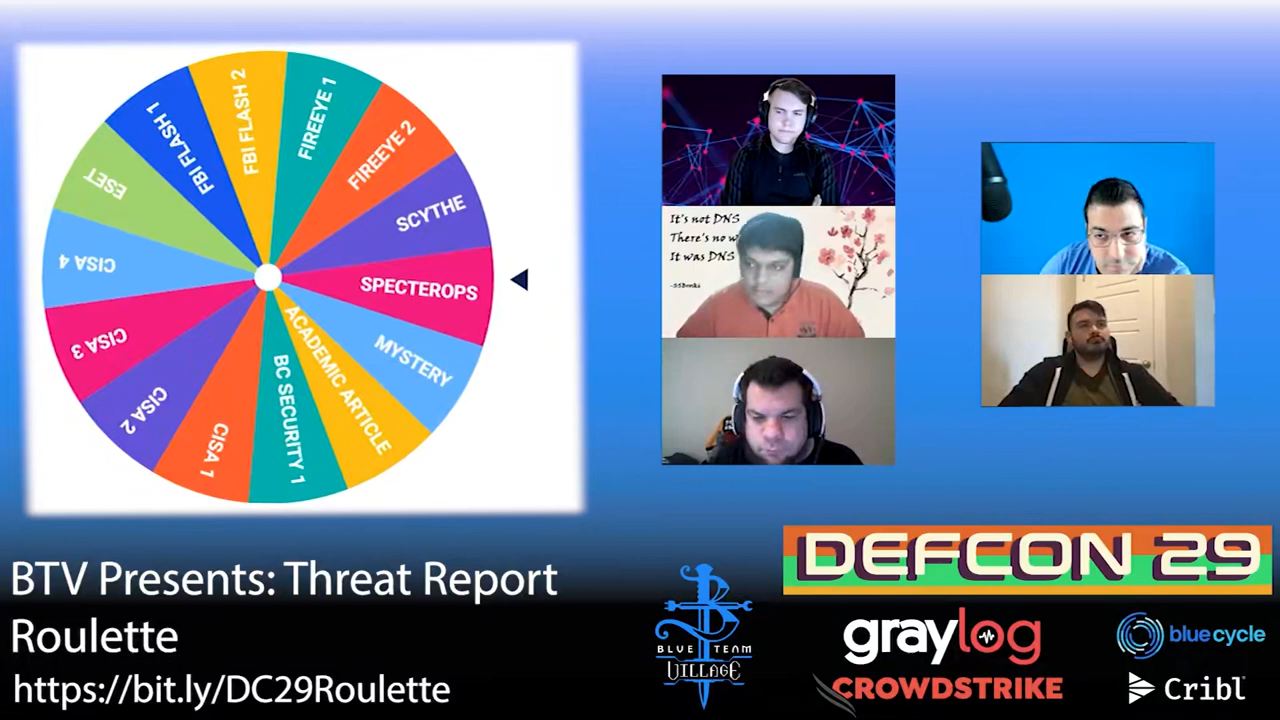 FBI FLASH 2
FIREEYE 1
FIREEYE 2
SCYTHE
SPECTEROPS
MYSTERY
ACADEMIC ARTICLE
BC SECURITY 1
CISA 1
CISA 2
CISA 3
CISA 4
ESET
FBI FLASH 1
It's not DNS
There's no w
It was DNS
-SSBroski
BTV Presents: Threat Report
Roulette
https://bit.ly/DC29Roulette
BLUE TEAM
VILLAGE
DEFCON 29
graylog
bluecycle
CROWDSTRIKE
Cribl